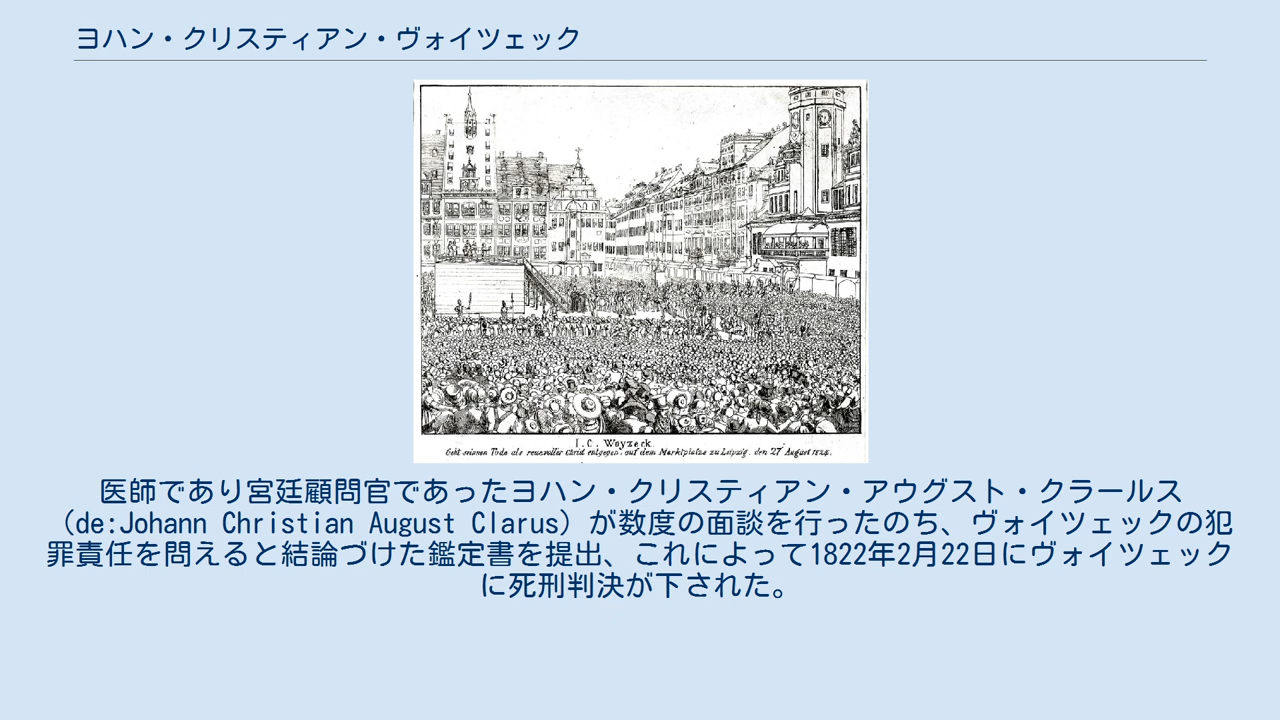 ヨハン・クリスティアン・ヴォイツェック
I. C. Woyzeck.
Geht seinem Tode als reuevoller Christ entgegen, auf dem Marktplatze zu Leipzig, den 27. August 1824.
医師であり宮廷顧問官であったヨハン・クリスティアン・アウグスト・クラールス
（de:Johann Christian August Clarus）が数度の面談を行ったのち、ヴォイツェックの犯
罪責任を問えると結論づけた鑑定書を提出、これによって1822年2月22日にヴォイツェック
に死刑判決が下された。